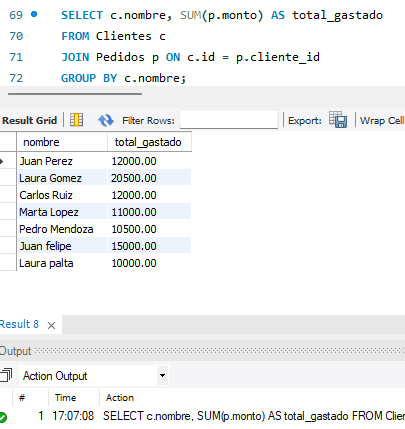 69 SELECT c.nombre, SUM(p.monto) AS total_gastado
70 FROM Clientes c
71 JOIN Pedidos p ON c.id = p.cliente_id
72 GROUP BY c.nombre;
Result Grid Filter Rows: Export: Wrap Cell
nombre total_gastado
Juan Perez 12000.00
Laura Gomez 20500.00
Carlos Ruiz 12000.00
Marta Lopez 11000.00
Pedro Mendoza 10500.00
Juan felipe 15000.00
Laura palta 10000.00
Result 8
Output
Action Output
# Time Action
1 17:07:08 SELECT c.nombre, SUM(p.monto) AS total_gastado FROM Clie